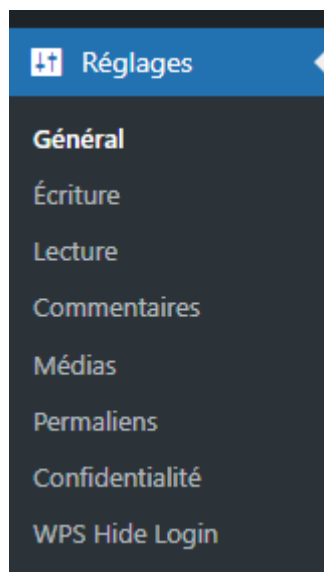 Réglages
Général
Écriture
Lecture
Commentaires
Médias
Permaliens
Confidentialité
WPS Hide Login